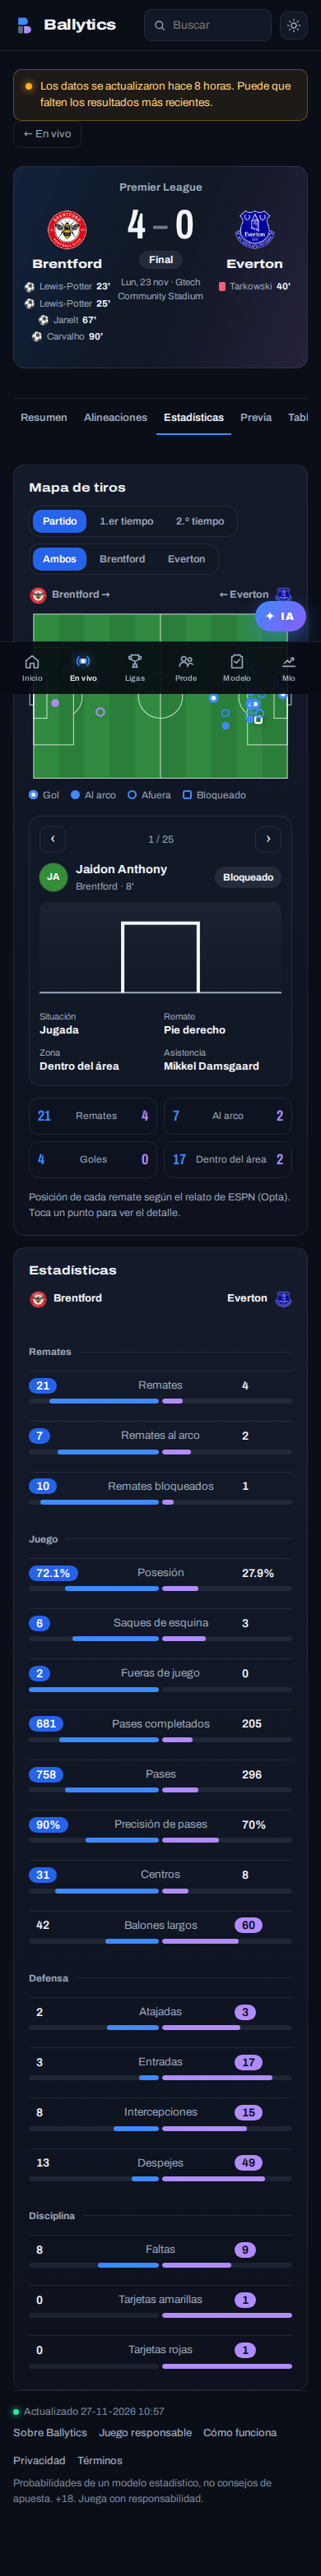 Ballytics
Buscar
Los datos se actualizaron hace 8 horas. Puede que
falten los resultados más recientes.
← En vivo
Premier League
4 – 0
Brentford
Everton
Final
Lun, 23 nov · Gtech
Community Stadium
Lewis-Potter 23'
Lewis-Potter 25'
Janelt 67'
Carvalho 90'
Tarkowski 40'
Resumen Alineaciones Estadísticas Previa Tabl
Mapa de tiros
Partido 1.er tiempo 2.º tiempo
Ambos Brentford Everton
Brentford → ← Everton
IA
Inicio En vivo Ligas Prode Modelo Mío
Gol Al arco Afuera Bloqueado
‹ 1 / 25 ›
JA
Jaidon Anthony
Brentford · 8'
Bloqueado
Situación Remate
Jugada Pie derecho
Zona Asistencia
Dentro del área Mikkel Damsgaard
21 Remates 4
7 Al arco 2
4 Goles 0
17 Dentro del área 2
Posición de cada remate según el relato de ESPN (Opta).
Toca un punto para ver el detalle.
Estadísticas
Brentford Everton
Remates
21 Remates 4
7 Remates al arco 2
10 Remates bloqueados 1
Juego
72.1% Posesión 27.9%
6 Saques de esquina 3
2 Fueras de juego 0
681 Pases completados 205
758 Pases 296
90% Precisión de pases 70%
31 Centros 8
42 Balones largos 60
Defensa
2 Atajadas 3
3 Entradas 17
8 Intercepciones 15
13 Despejes 49
Disciplina
8 Faltas 9
0 Tarjetas amarillas 1
0 Tarjetas rojas 1
Actualizado 27-11-2026 10:57
Sobre Ballytics Juego responsable Cómo funciona
Privacidad Términos
Probabilidades de un modelo estadístico, no consejos de
apuesta. +18. Juega con responsabilidad.